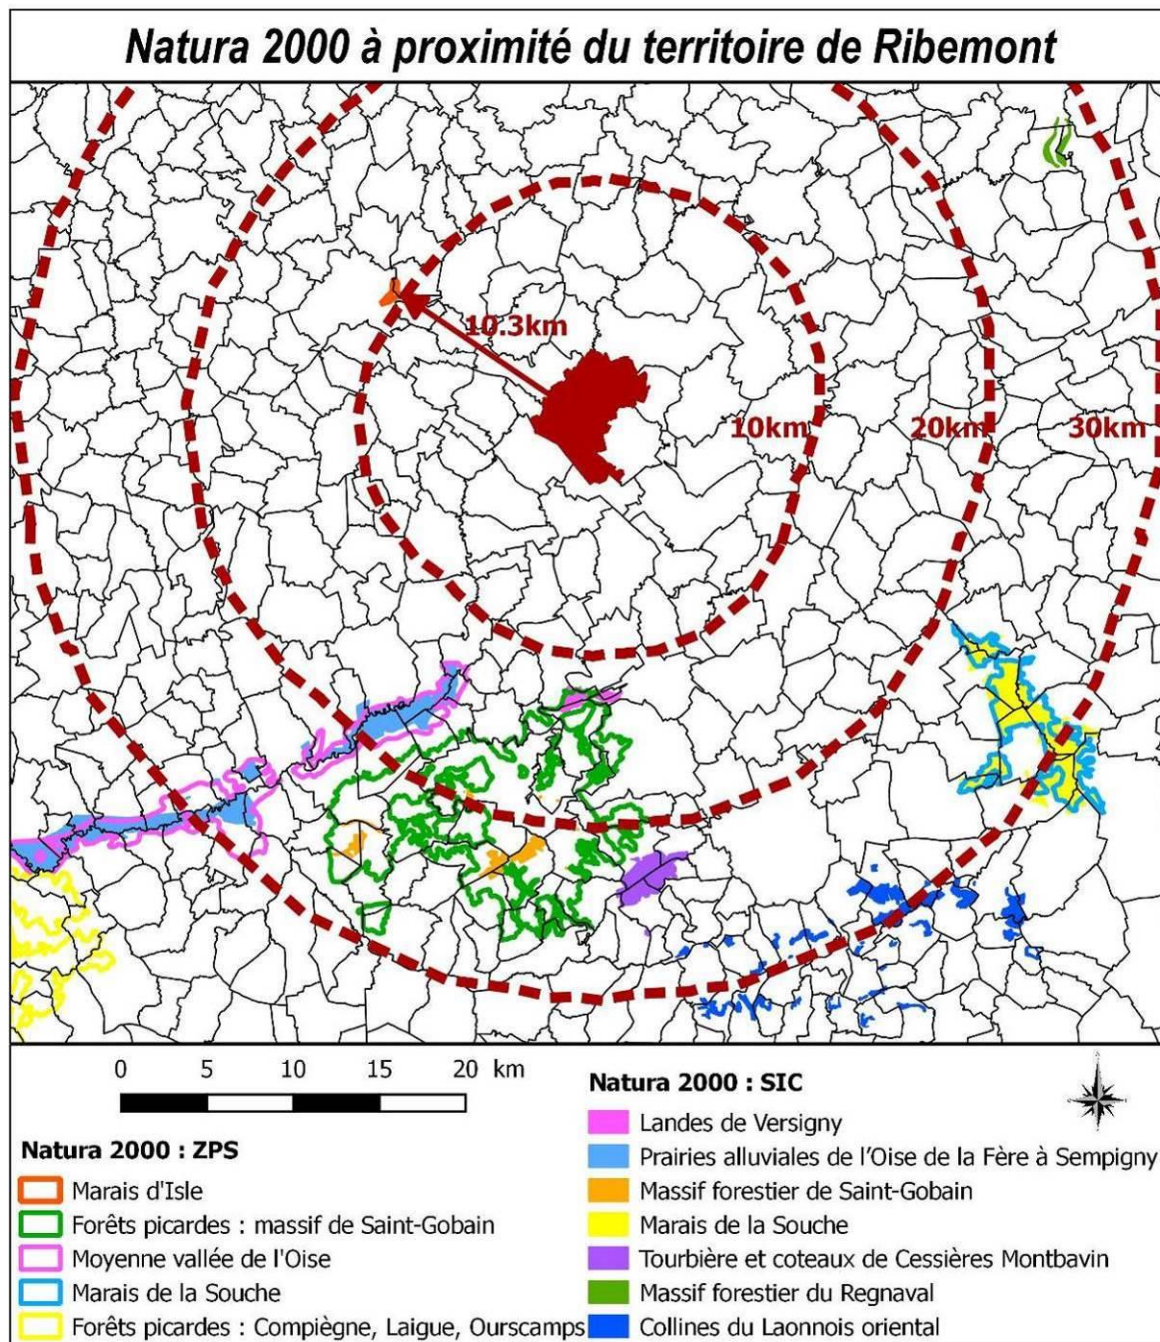 Natura 2000 à proximité du territoire de Ribemont
10.3km
10km
20km
30km
0 5 10 15 20 km
Natura 2000 : ZPS
Marais d'Isle
Forêts picardes : massif de Saint-Gobain
Moyenne vallée de l'Oise
Marais de la Souche
Forêts picardes : Compiègne, Laigue, Ourscamps
Natura 2000 : SIC
Landes de Versigny
Prairies alluviales de l'Oise de la Fère à Sempigny
Massif forestier de Saint-Gobain
Marais de la Souche
Tourbière et coteaux de Cessières Montbavin
Massif forestier du Regnaval
Collines du Laonnois oriental